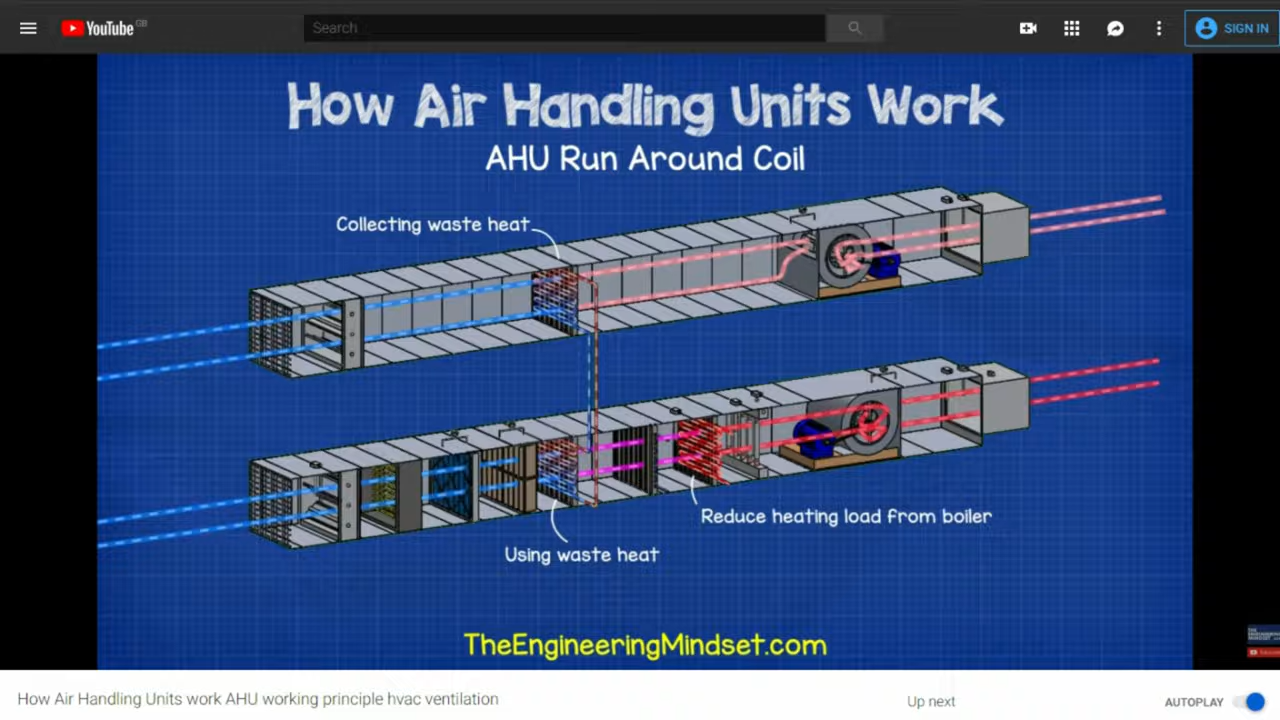 YouTube GB
Search
SIGN IN
How Air Handling Units Work
AHU Run Around Coil
Collecting waste heat
Reduce heating load from boiler
Using waste heat
TheEngineeringMindset.com
How Air Handling Units work AHU working principle hvac ventilation
Up next
AUTOPLAY